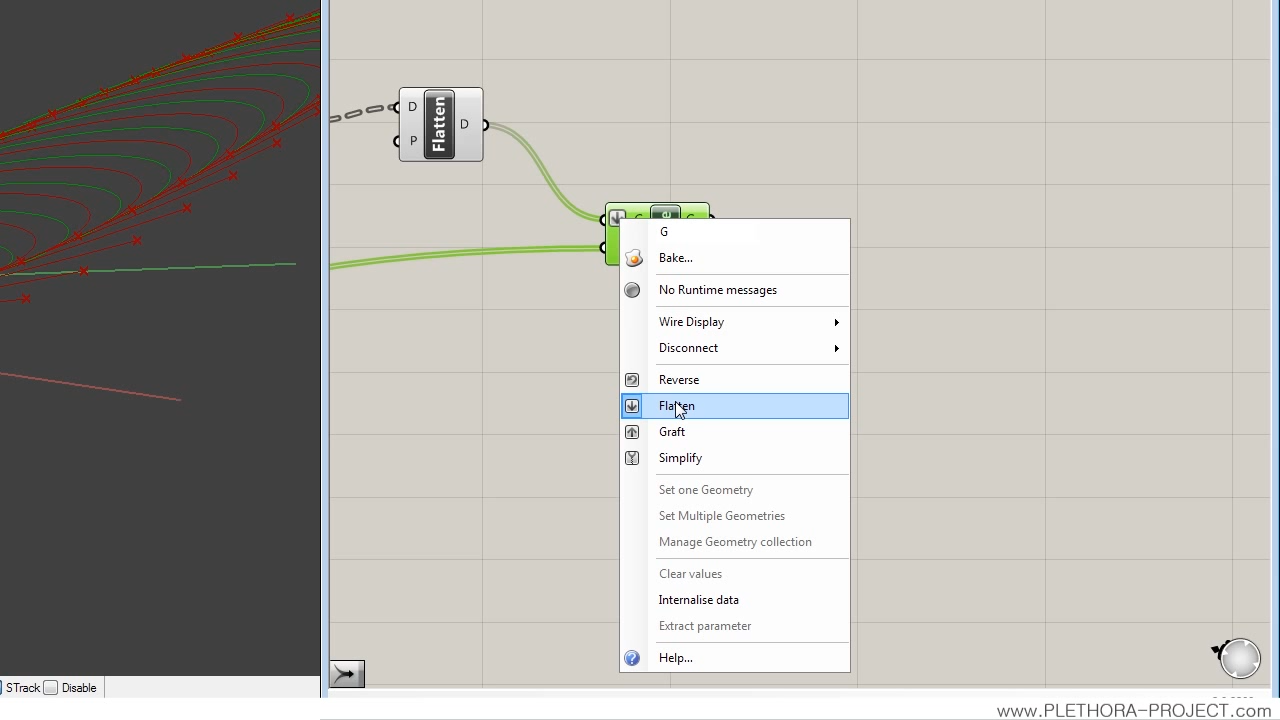 D
Flatten
D
P
G
Bake...
No Runtime messages
Wire Display
Disconnect
Reverse
Flatten
Graft
Simplify
Set one Geometry
Set Multiple Geometries
Manage Geometry collection
Clear values
Internalise data
Extract parameter
Help...
STrack Disable
www.PLETHORA-PROJECT.com